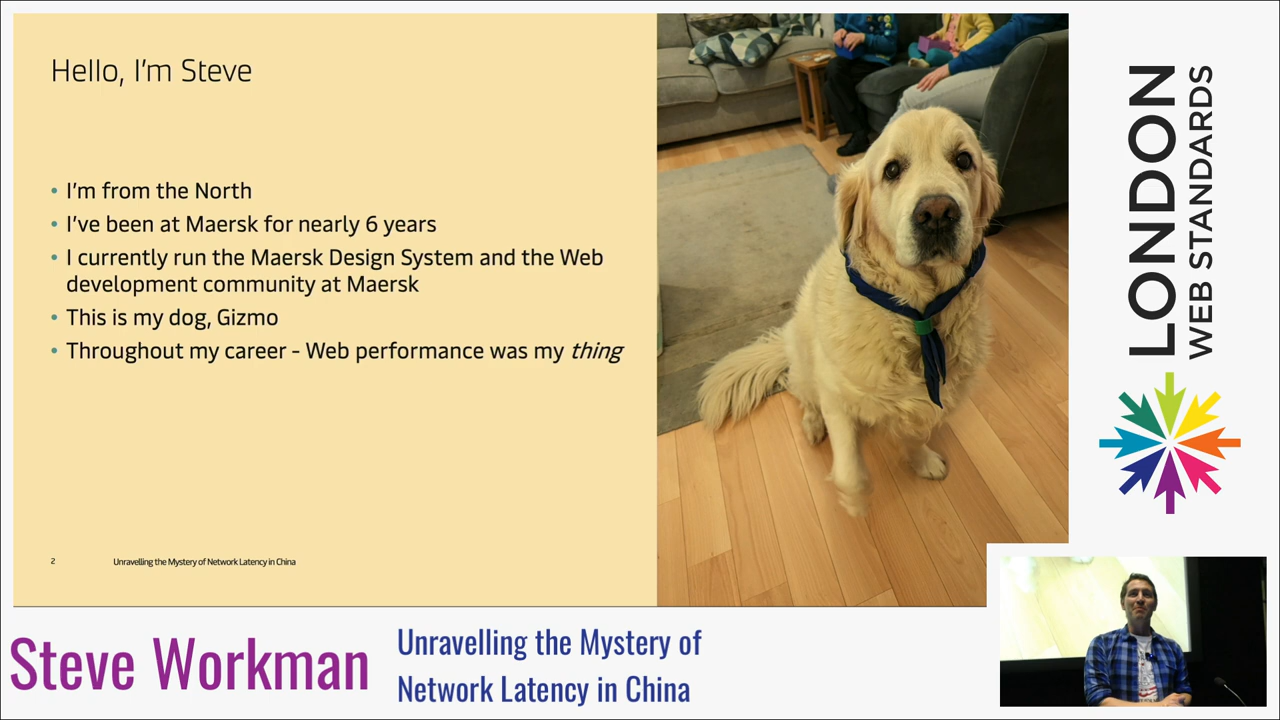 Hello, I'm Steve
• I'm from the North
• I've been at Maersk for nearly 6 years
• I currently run the Maersk Design System and the Web
development community at Maersk
• This is my dog, Gizmo
• Throughout my career - Web performance was my thing
2 Unravelling the Mystery of Network Latency in China
LONDON
WEB STANDARDS
Steve Workman
Unravelling the Mystery of
Network Latency in China